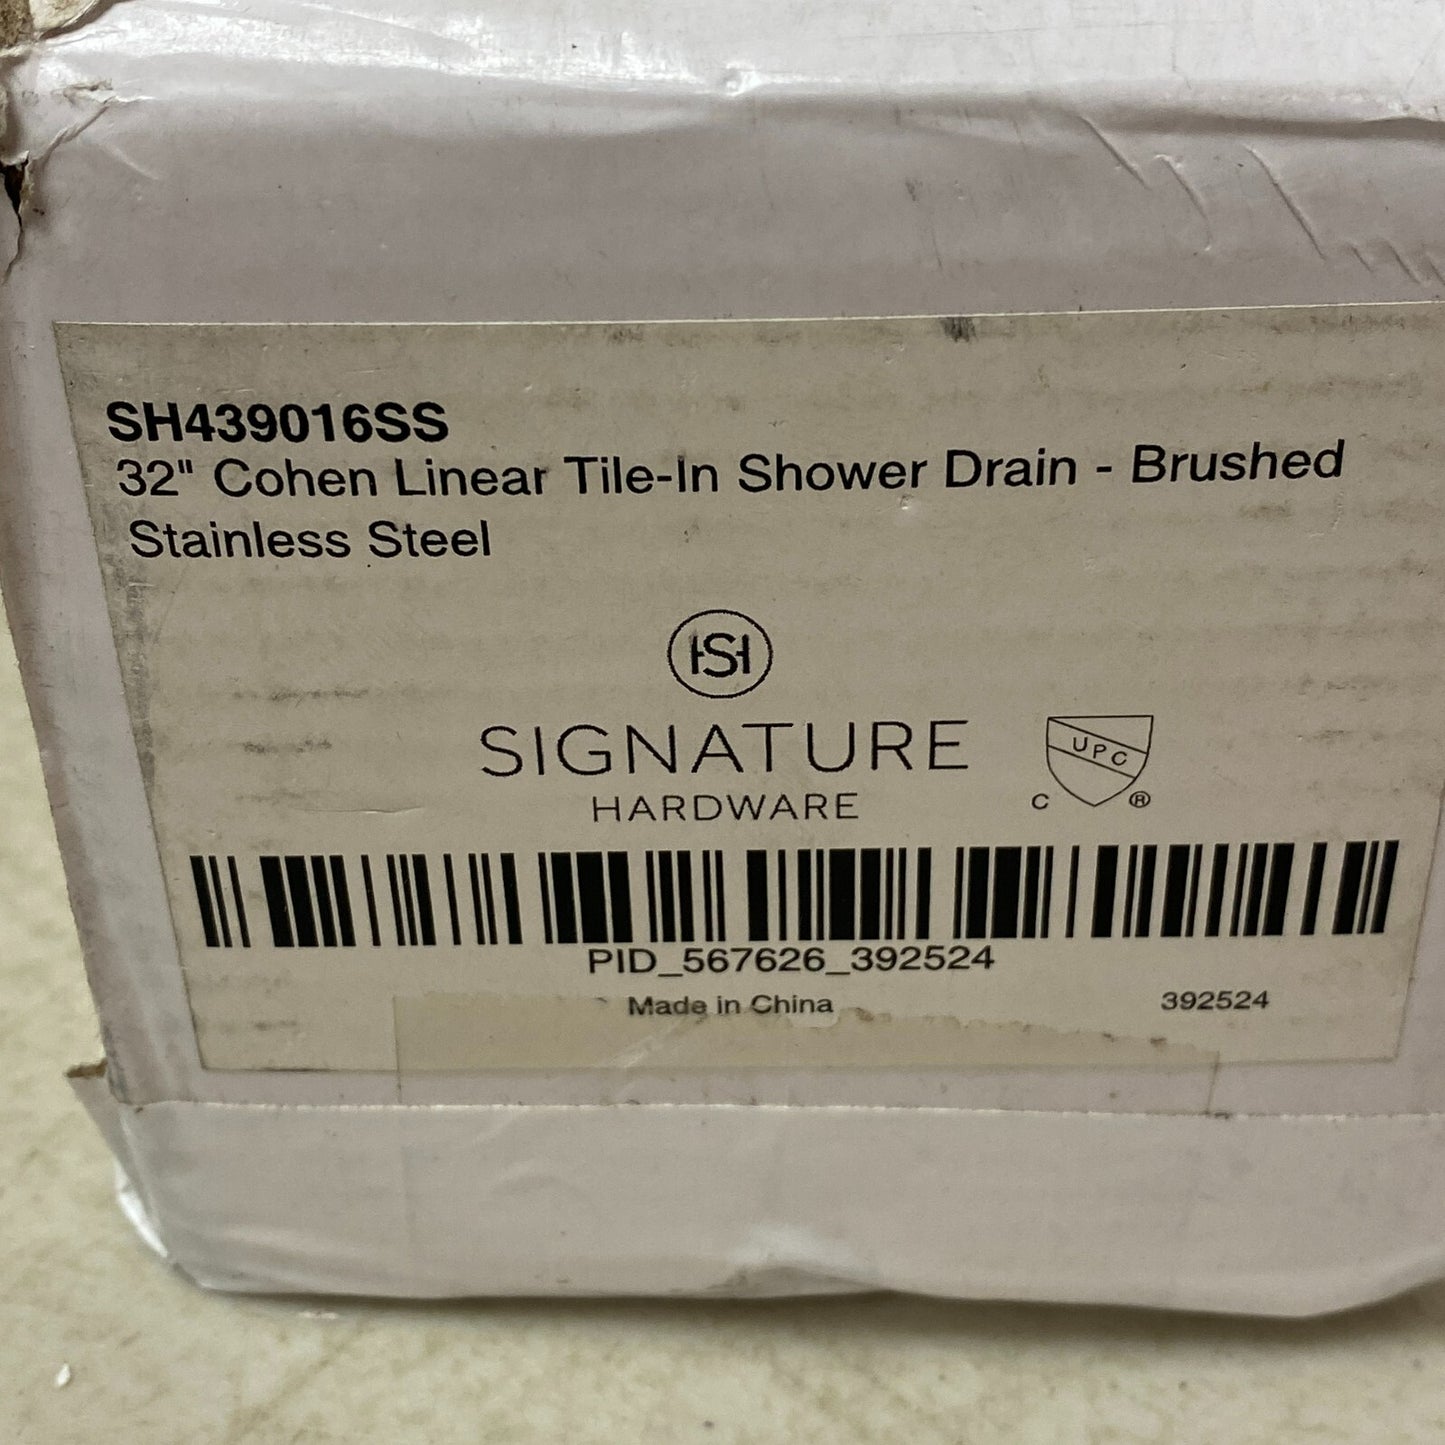 SH439016SS
32" Cohen Linear Tile-In Shower Drain - Brushed
Stainless Steel
HSH
SIGNATURE
HARDWARE
UPC
C ®
PID_567626_392524
Made in China 392524